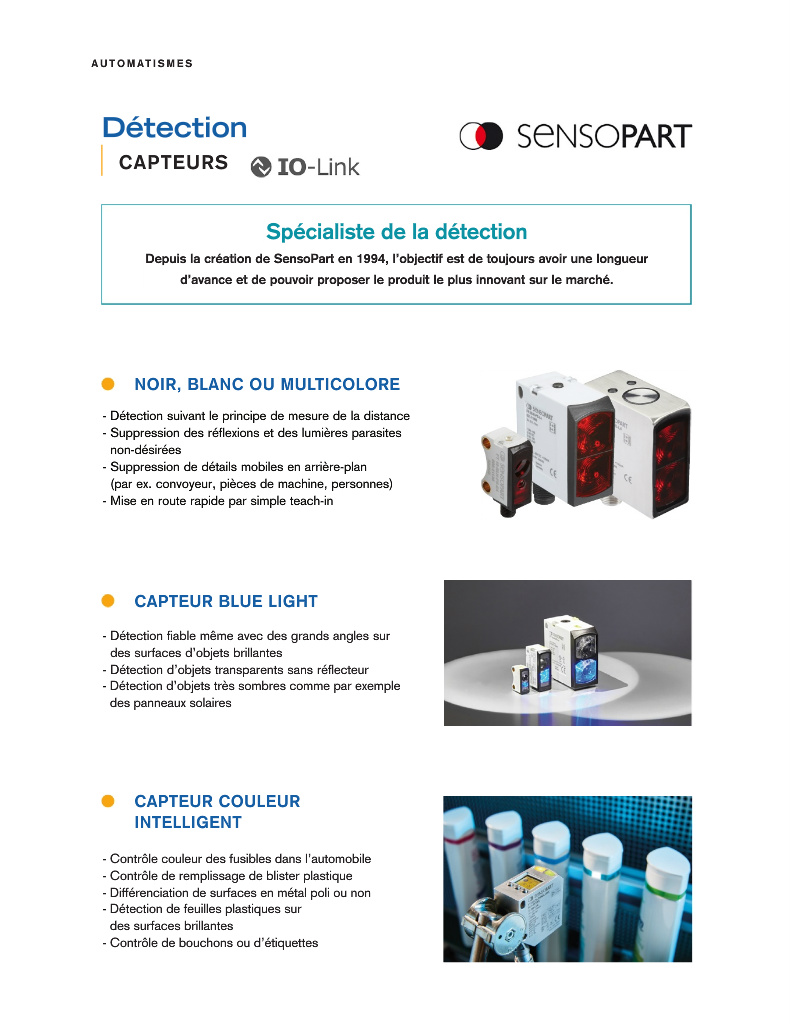 AUTOMATISMES
Détection
SENSOPART
CAPTEURS IO-Link
Spécialiste de la détection
Depuis la création de SensoPart en 1994, l'objectif est de toujours avoir une longueur
d'avance et de pouvoir proposer le produit le plus innovant sur le marché.
NOIR, BLANC OU MULTICOLORE
- Détection suivant le principe de mesure de la distance
- Suppression des réflexions et des lumières parasites
non-désirées
- Suppression de détails mobiles en arrière-plan
(par ex. convoyeur, pièces de machine, personnes)
- Mise en route rapide par simple teach-in
CAPTEUR BLUE LIGHT
- Détection fiable même avec des grands angles sur
des surfaces d'objets brillantes
- Détection d'objets transparents sans réflecteur
- Détection d'objets très sombres comme par exemple
des panneaux solaires
CAPTEUR COULEUR
INTELLIGENT
- Contrôle couleur des fusibles dans l'automobile
- Contrôle de remplissage de blister plastique
- Différenciation de surfaces en métal poli ou non
- Détection de feuilles plastiques sur
des surfaces brillantes
- Contrôle de bouchons ou d'étiquettes